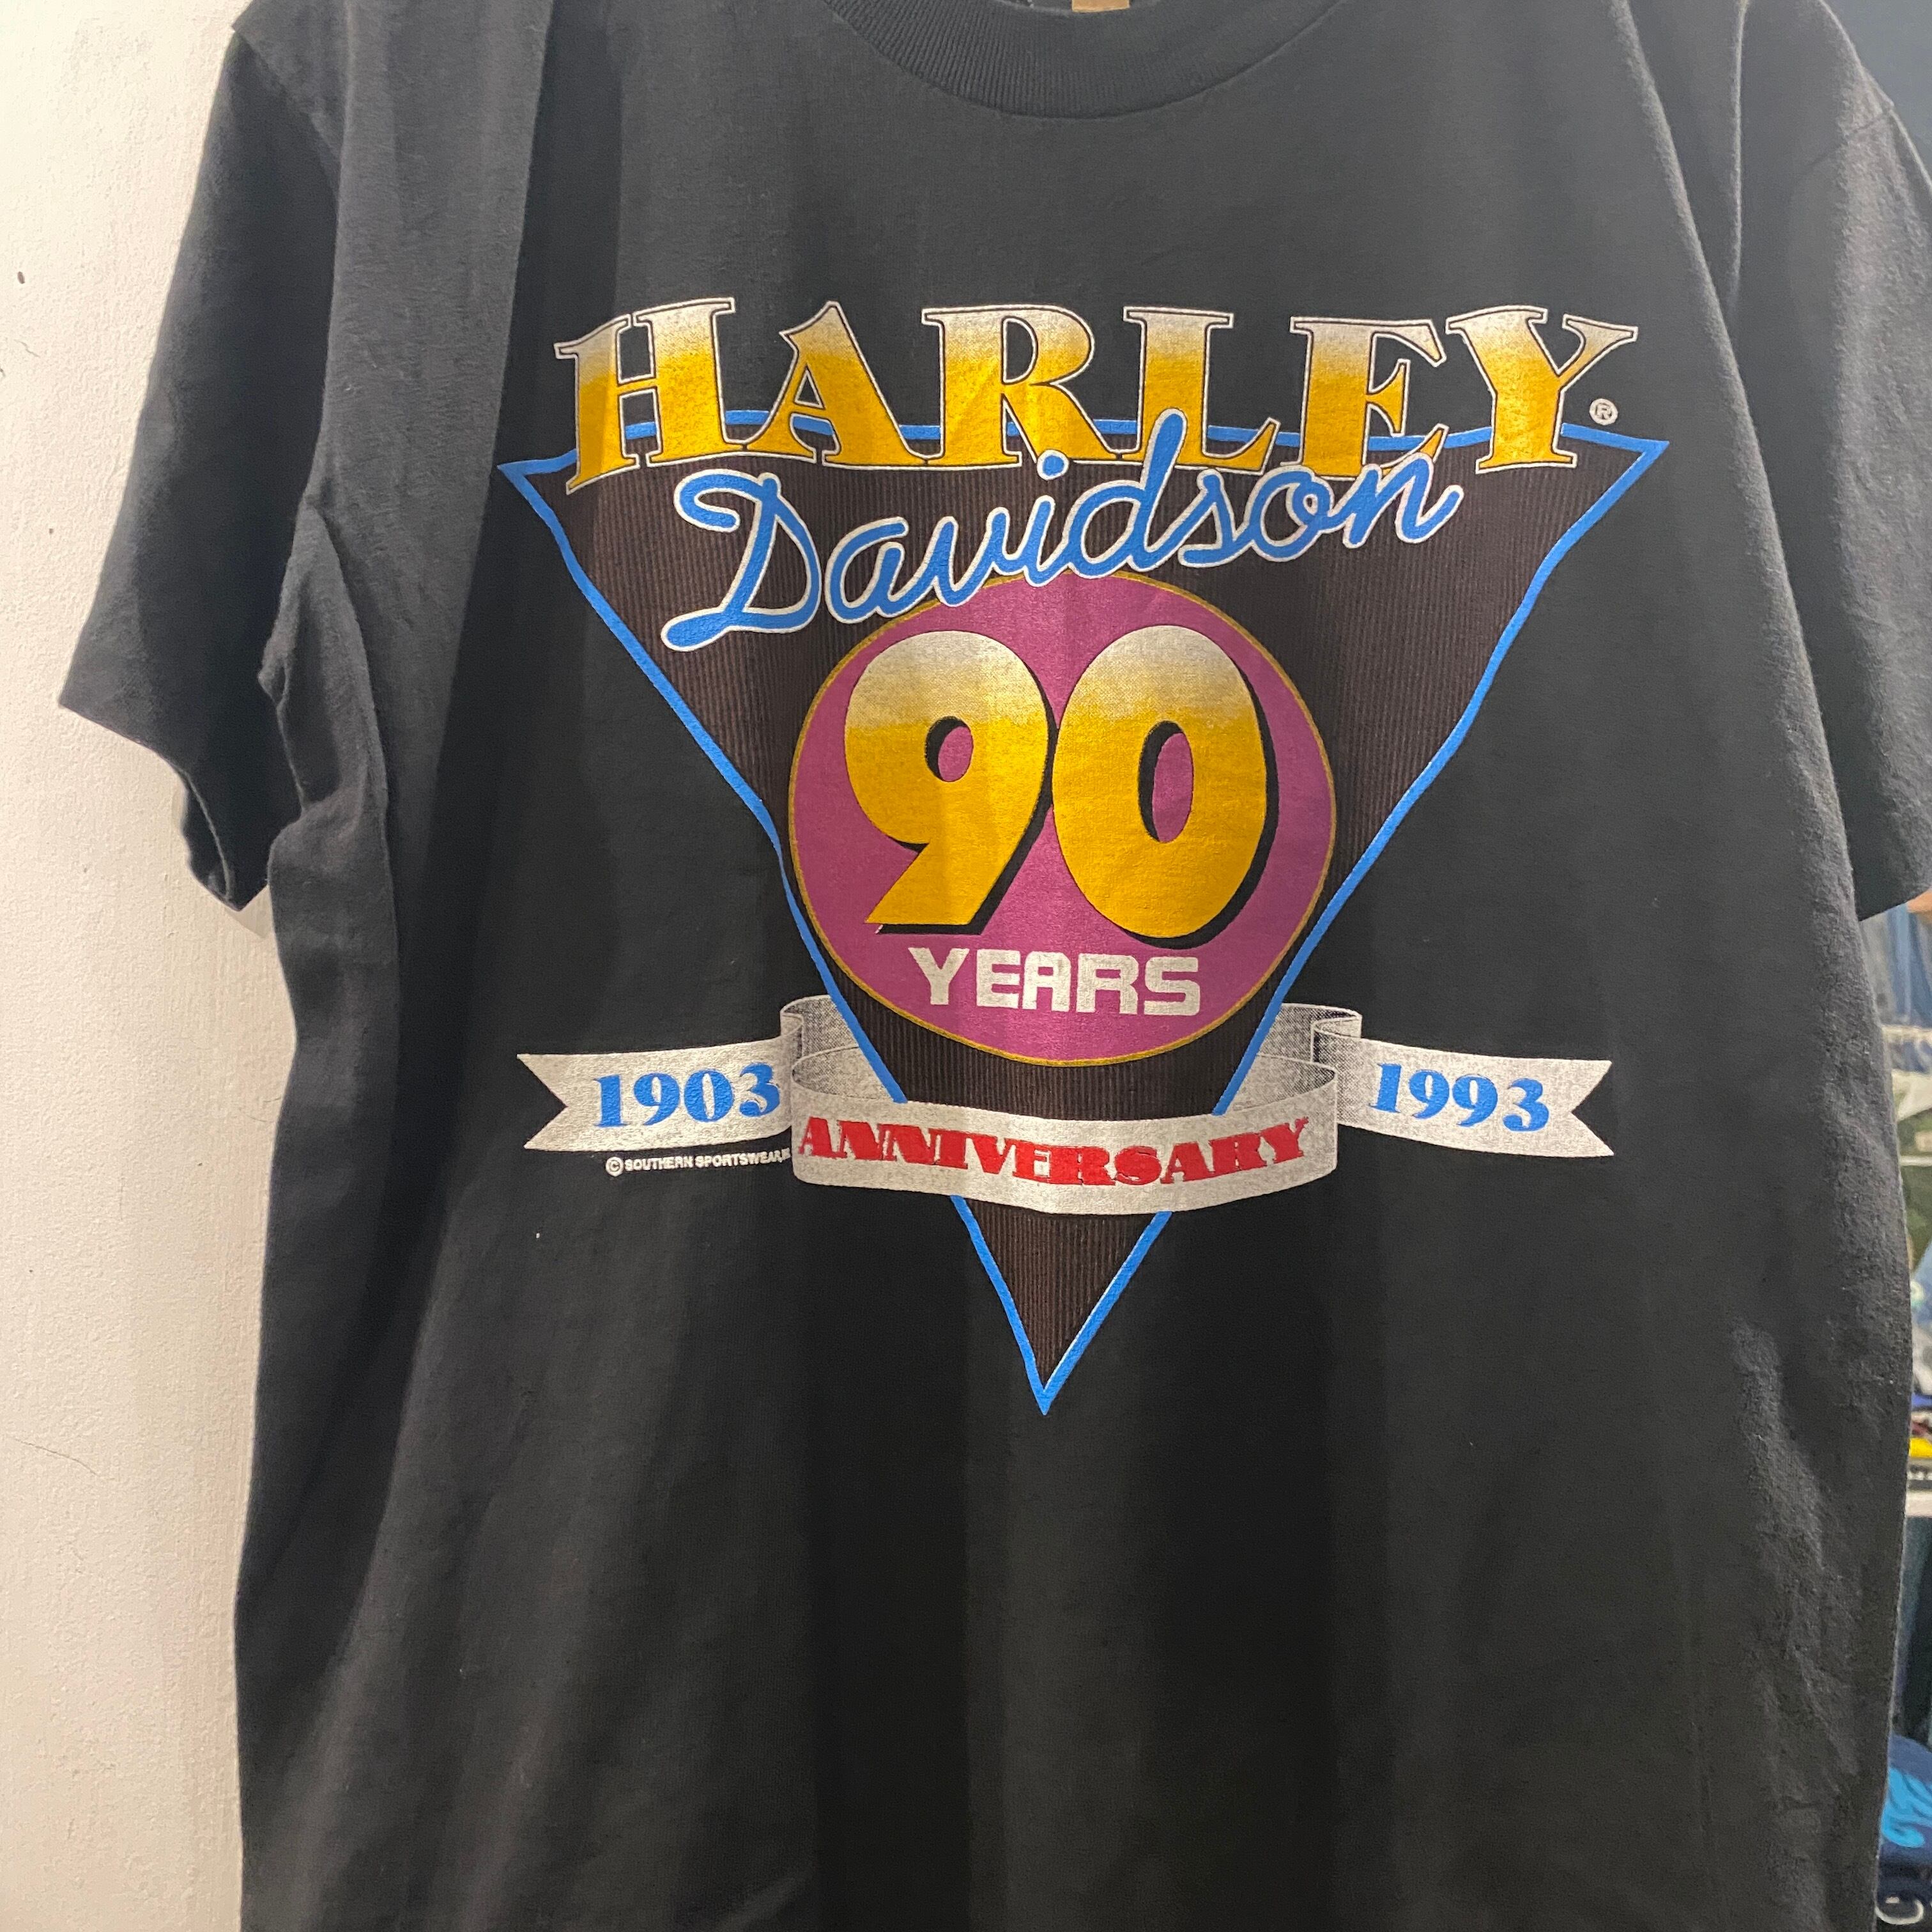 HARLEY®
Davidson
90
YEARS
1903 ANNIVERSARY 1993
© SOUTHERN SPORTSWEAR,